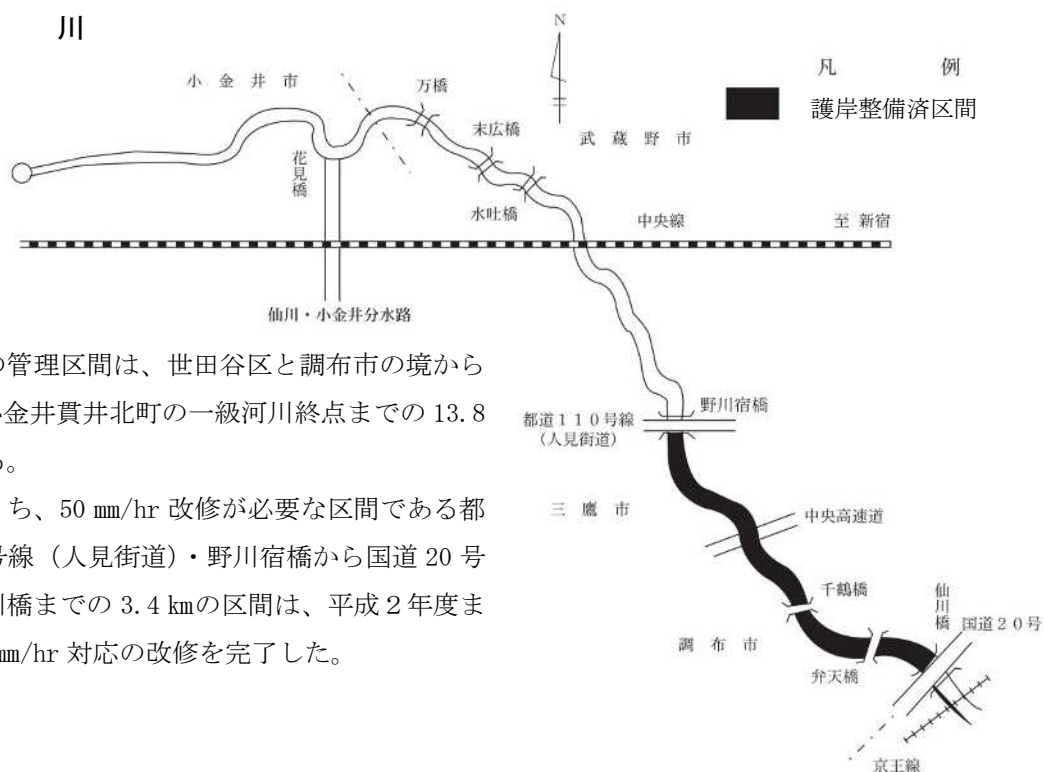 川
N
凡 例
護岸整備済区間
小金井市
万橋
末広橋
武蔵野市
花見橋
水吐橋
中央線
至 新宿
仙川・小金井分水路
の管理区間は、世田谷区と調布市の境から
金井貫井北町の一級河川終点までの 13.8
ち、50 mm/hr 改修が必要な区間である都
号線（人見街道）・野川宿橋から国道 20 号
川橋までの 3.4 kmの区間は、平成２年度ま
mm/hr 対応の改修を完了した。
野川宿橋
都道１１０号線
（人見街道）
三鷹市
中央高速道
千鶴橋
仙川橋
国道２０号
調布市
弁天橋
京王線